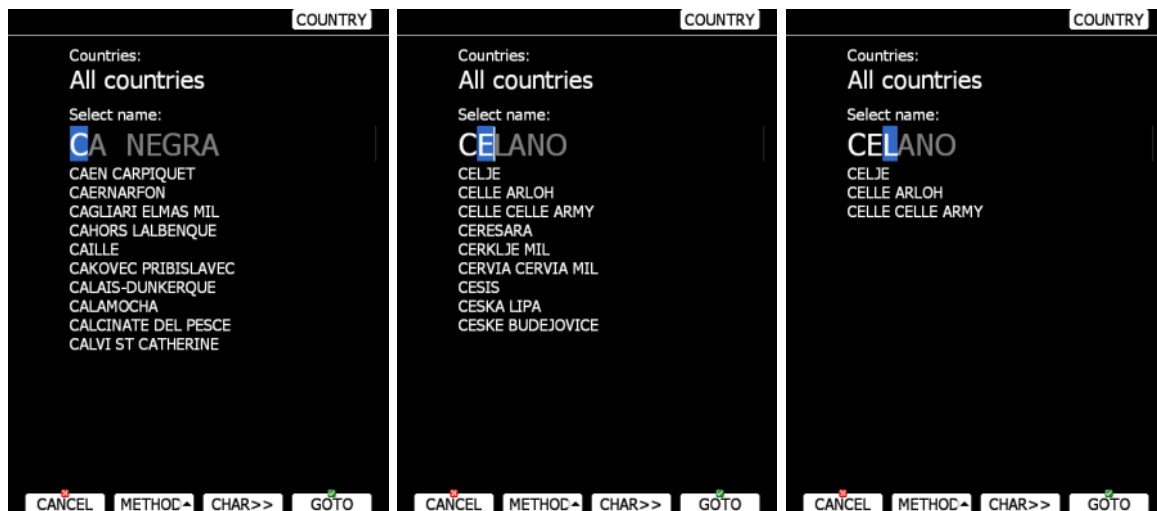 COUNTRY
Countries:
All countries
Select name:
CA NEGRA
CAEN CARPIQUET
CAERNARFON
CAGLIARI ELMAS MIL
CAHORS LALBENQUE
CAILLE
CAKOVEC PRIBISLAVEC
CALAIS-DUNKERQUE
CALAMOCHA
CALCINATE DEL PESCE
CALVI ST CATHERINE
CANCEL METHOD CHAR>> GOTO
COUNTRY
Countries:
All countries
Select name:
CELANO
CELJE
CELLE ARLOH
CELLE CELLE ARMY
CERESARA
CERKLJE MIL
CERVIA CERVIA MIL
CESIS
CESKA LIPA
CESKE BUDEJOVICE
CANCEL METHOD CHAR>> GOTO
COUNTRY
Countries:
All countries
Select name:
CELANO
CELJE
CELLE ARLOH
CELLE CELLE ARMY
CANCEL METHOD CHAR>> GOTO